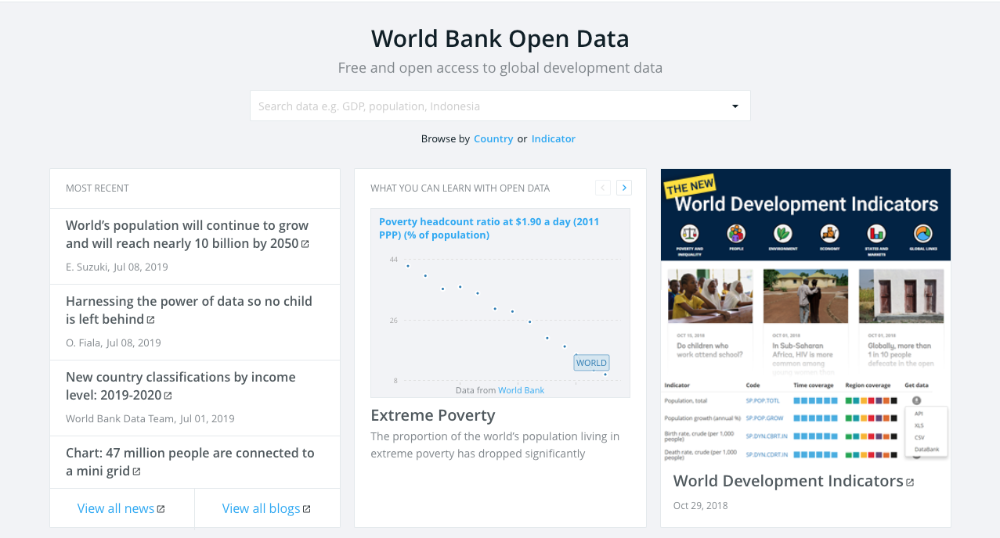 World Bank Open Data
Free and open access to global development data
Search data e.g. GDP, population, Indonesia
Browse by Country or Indicator
MOST RECENT
World’s population will continue to grow
and will reach nearly 10 billion by 2050
E. Suzuki, Jul 08, 2019
Harnessing the power of data so no child
is left behind
O. Fiala, Jul 08, 2019
New country classifications by income
level: 2019-2020
World Bank Data Team, Jul 01, 2019
Chart: 47 million people are connected to
a mini grid
View all news
View all blogs
WHAT YOU CAN LEARN WITH OPEN DATA
Poverty headcount ratio at $1.90 a day (2011
PPP) (% of population)
44
26
8
WORLD
Data from World Bank
Extreme Poverty
The proportion of the world’s population living in
extreme poverty has dropped significantly
THE NEW
World Development Indicators
POVERTY AND
INEQUALITY
PEOPLE
ENVIRONMENT
ECONOMY
STATES AND
MARKETS
GLOBAL LINKS
OCT 15, 2018
Do children who
work attend school?
OCT 01, 2018
In Sub-Saharan
Africa, HIV is more
common among
young women than
OCT 01, 2018
Globally, more than
1 in 10 people
defecate in the open
Indicator Code Time coverage Region coverage Get data
Population, total SP.POP.TOTL
Population growth (annual %) SP.POP.GROW
Birth rate, crude (per 1,000
people) SP.DYN.CBRT.IN
Death rate, crude (per 1,000
people) SP.DYN.CDRT.IN
API
XLS
CSV
DataBank
World Development Indicators
Oct 29, 2018